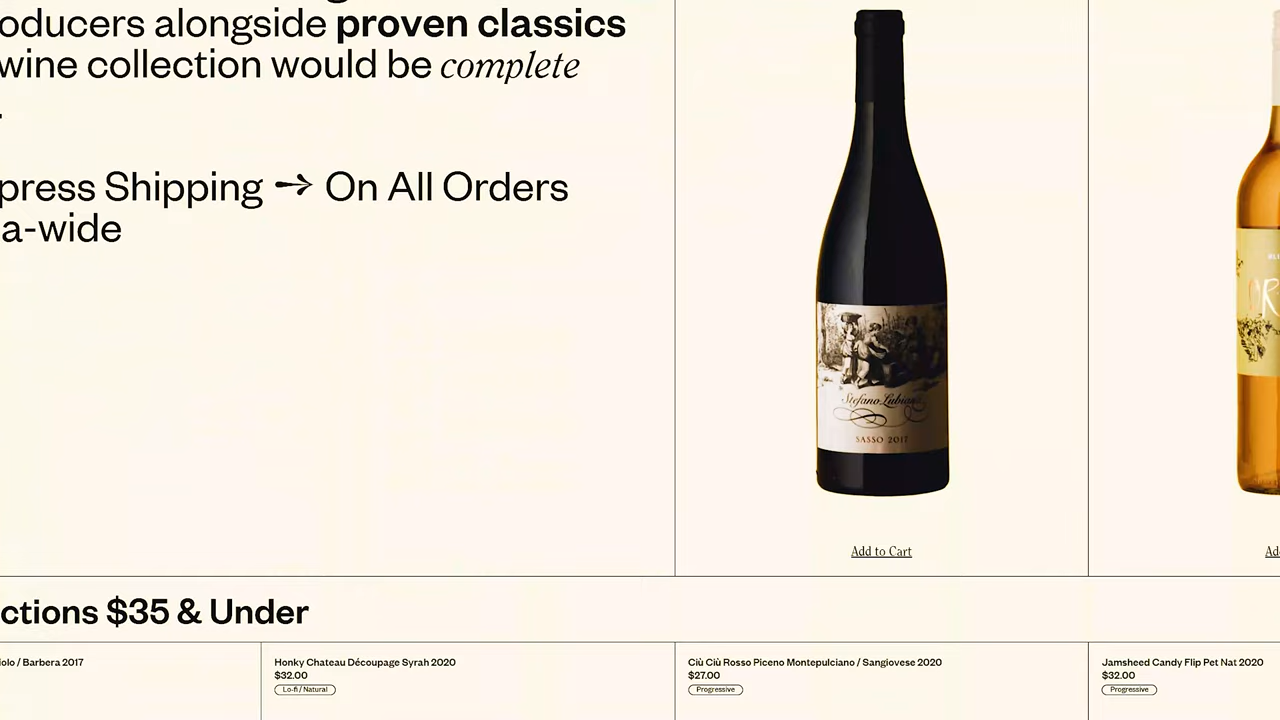 oducers alongside proven classics
wine collection would be complete
.
press Shipping ➳ On All Orders
a-wide
Stefano Lubiana
SASSO 2017
Add to Cart
ctions $35 & Under
olo / Barbera 2017
Honky Chateau Découpage Syrah 2020
$32.00
Lo-fi / Natural
Ciù Ciù Rosso Piceno Montepulciano / Sangiovese 2020
$27.00
Progressive
Jamsheed Candy Flip Pet Nat 2020
$32.00
Progressive